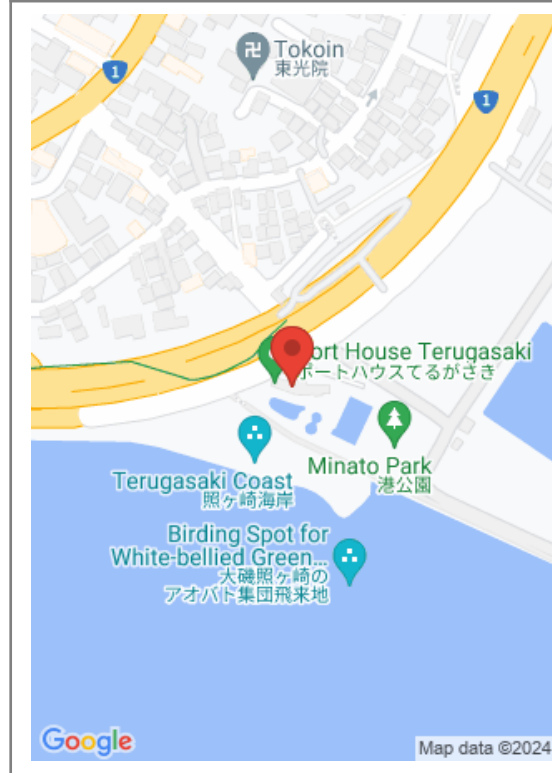 Tokoin
東光院
1
1
ort House Terugasaki
ポートハウスてるがさき
Minato Park
港公園
Terugasaki Coast
照ヶ崎海岸
Birding Spot for
White-bellied Green...
大磯照ヶ崎の
アオバト集団飛来地
Google
Map data ©2024